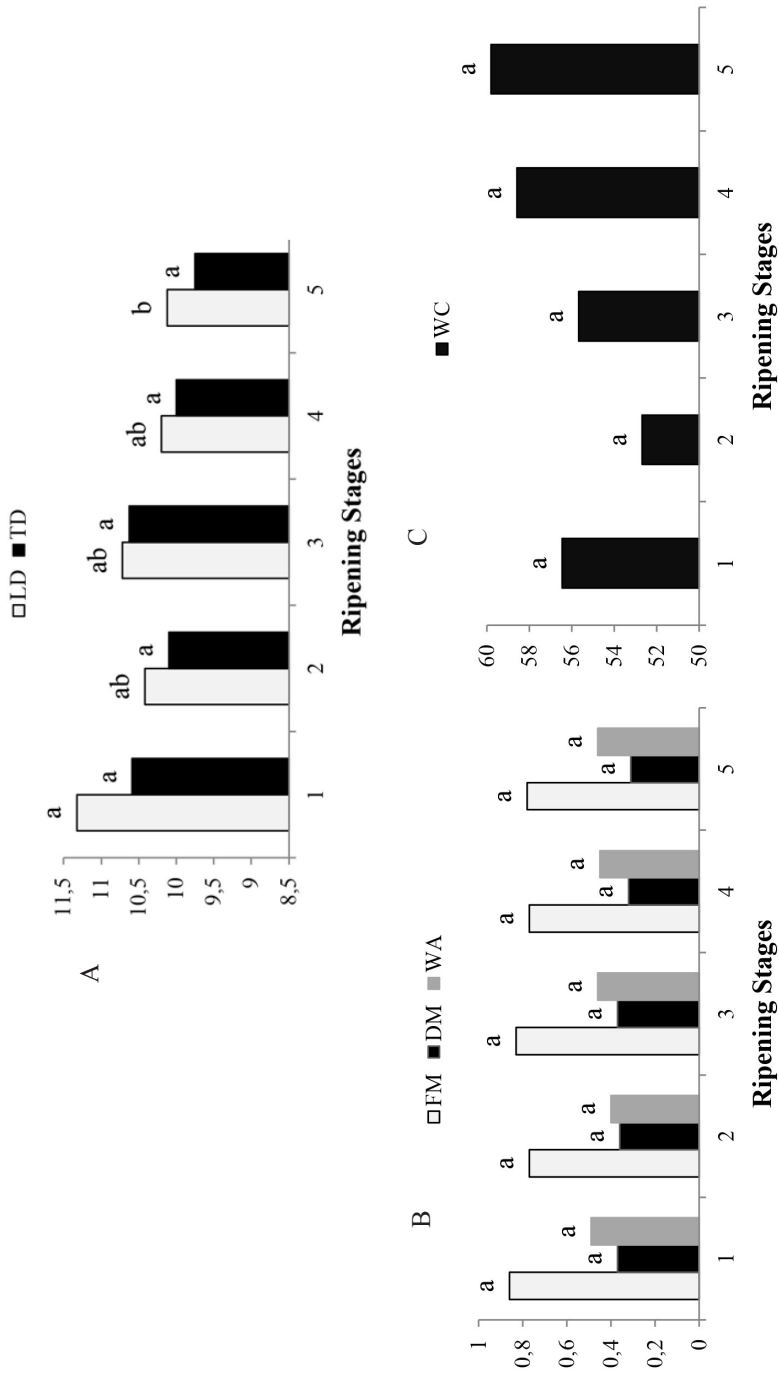 A
LD TD
11,5
11
10,5
10
9,5
9
8,5
a a ab a ab a ab a b a
1 2 3 4 5
Ripening Stages
B
FM DM WA
1
0,8
0,6
0,4
0,2
0
a a a a a a a a a a a a a a a
1 2 3 4 5
Ripening Stages
C
WC
60
58
56
54
52
50
a a a a a
1 2 3 4 5
Ripening Stages